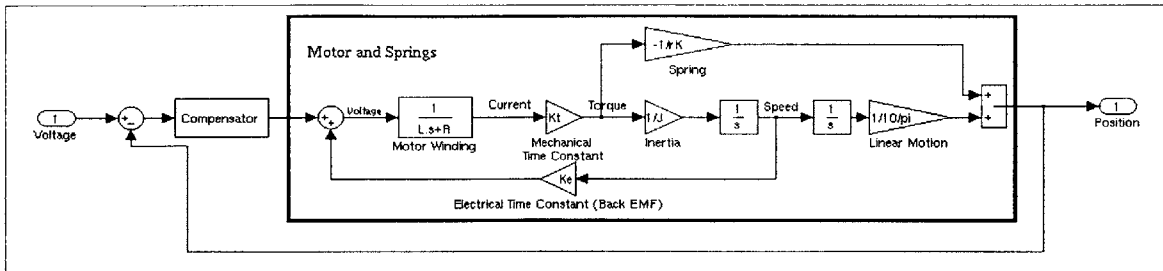 Motor and Springs
-1/rK
Spring
1
Voltage
+
−
Compensator
+
+
Voltage
1
L.s+R
Motor Winding
Current
Kt
Mechanical
Time Constant
Torque
1/J
Inertia
1
s
Speed
1
s
1/10/pi
Linear Motion
+
+
1
Position
Ke
Electrical Time Constant (Back EMF)